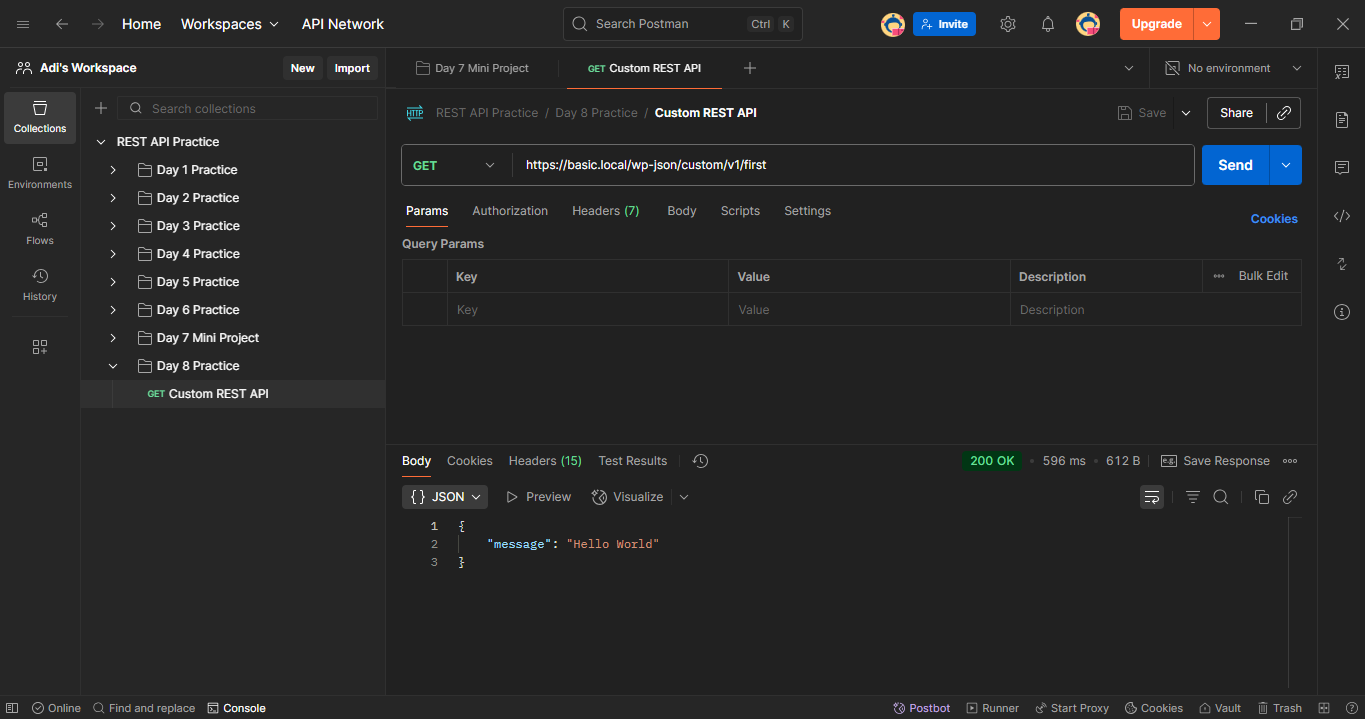 Home Workspaces API Network Search Postman Ctrl K Invite Upgrade
Adi's Workspace New Import
Day 7 Mini Project GET Custom REST API No environment
Collections
Environments
Flows
History
Search collections
REST API Practice
Day 1 Practice
Day 2 Practice
Day 3 Practice
Day 4 Practice
Day 5 Practice
Day 6 Practice
Day 7 Mini Project
Day 8 Practice
GET Custom REST API
HTTP REST API Practice / Day 8 Practice / Custom REST API Save Share
GET https://basic.local/wp-json/custom/v1/first Send
Params Authorization Headers (7) Body Scripts Settings Cookies
Query Params
Key Value Description Bulk Edit
Key Value Description
Body Cookies Headers (15) Test Results 200 OK • 596 ms • 612 B e.g. Save Response
{} JSON Preview Visualize
1 {
2 "message": "Hello World"
3 }
Online Find and replace Console Postbot Runner Start Proxy Cookies Vault Trash